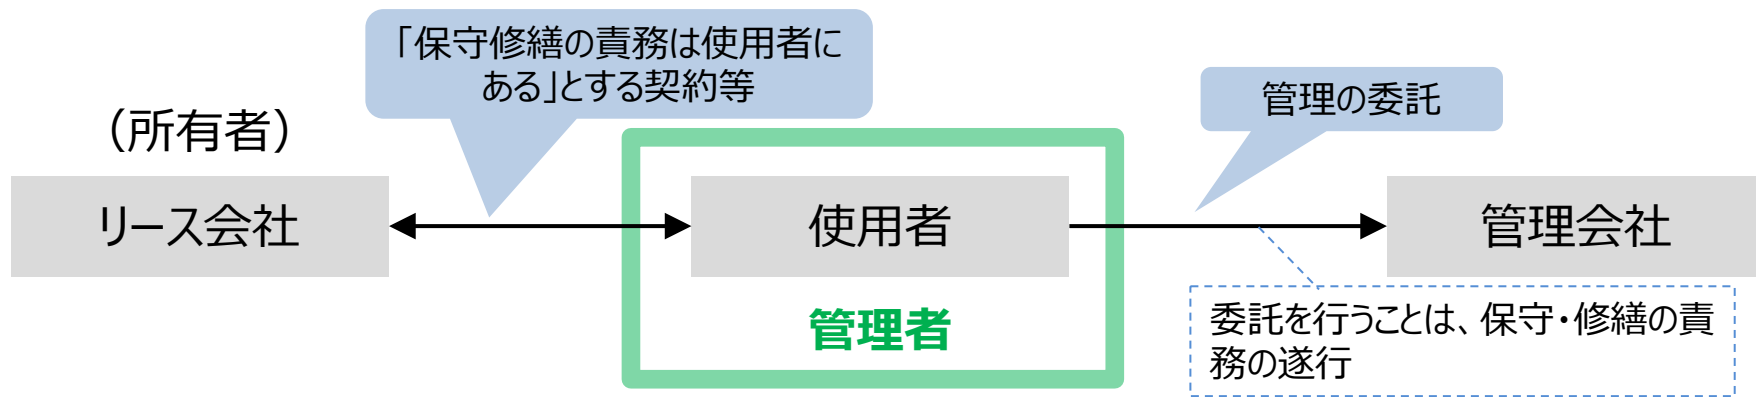 「保守修繕の責務は使用者に
ある」とする契約等
管理の委託
（所有者）
リース会社
使用者
管理会社
管理者
委託を行うことは、保守・修繕の責
務の遂行